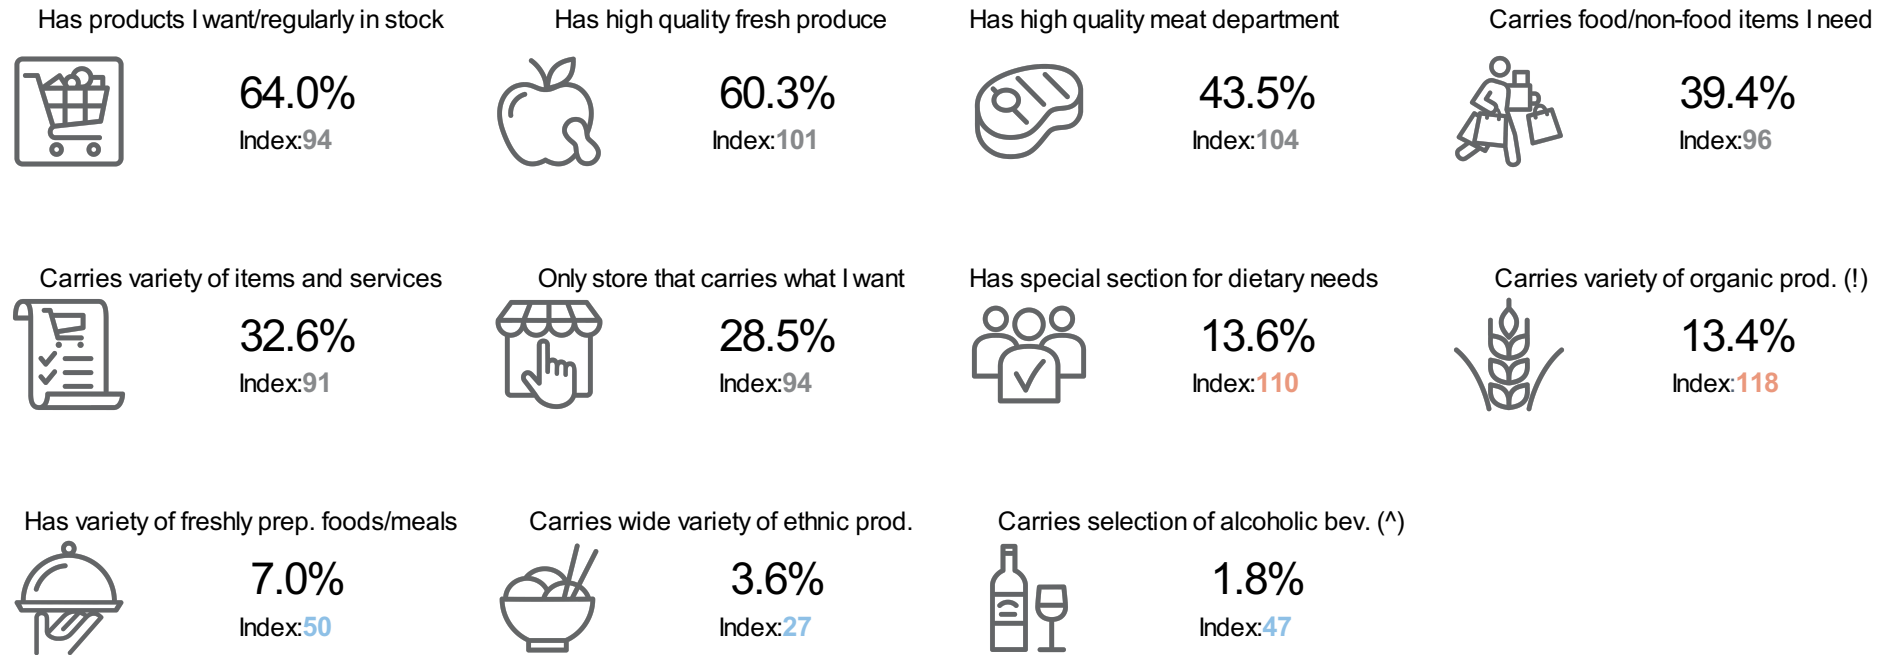 Has products I want/regularly in stock
64.0%
Index:94
Has high quality fresh produce
60.3%
Index:101
Has high quality meat department
43.5%
Index:104
Carries food/non-food items I need
39.4%
Index:96
Carries variety of items and services
32.6%
Index:91
Only store that carries what I want
28.5%
Index:94
Has special section for dietary needs
13.6%
Index:110
Carries variety of organic prod. (!)
13.4%
Index:118
Has variety of freshly prep. foods/meals
7.0%
Index:50
Carries wide variety of ethnic prod.
3.6%
Index:27
Carries selection of alcoholic bev. (^)
1.8%
Index:47